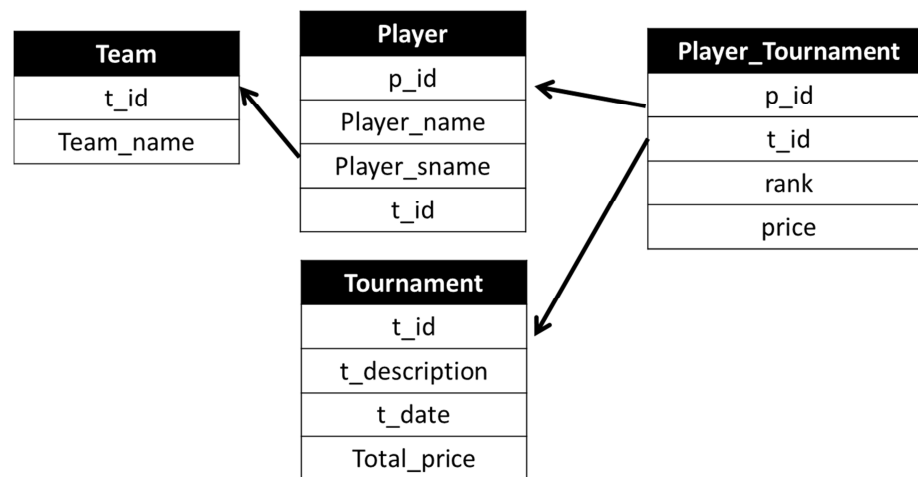 Team
t_id
Team_name
Player
p_id
Player_name
Player_sname
t_id
Player_Tournament
p_id
t_id
rank
price
Tournament
t_id
t_description
t_date
Total_price